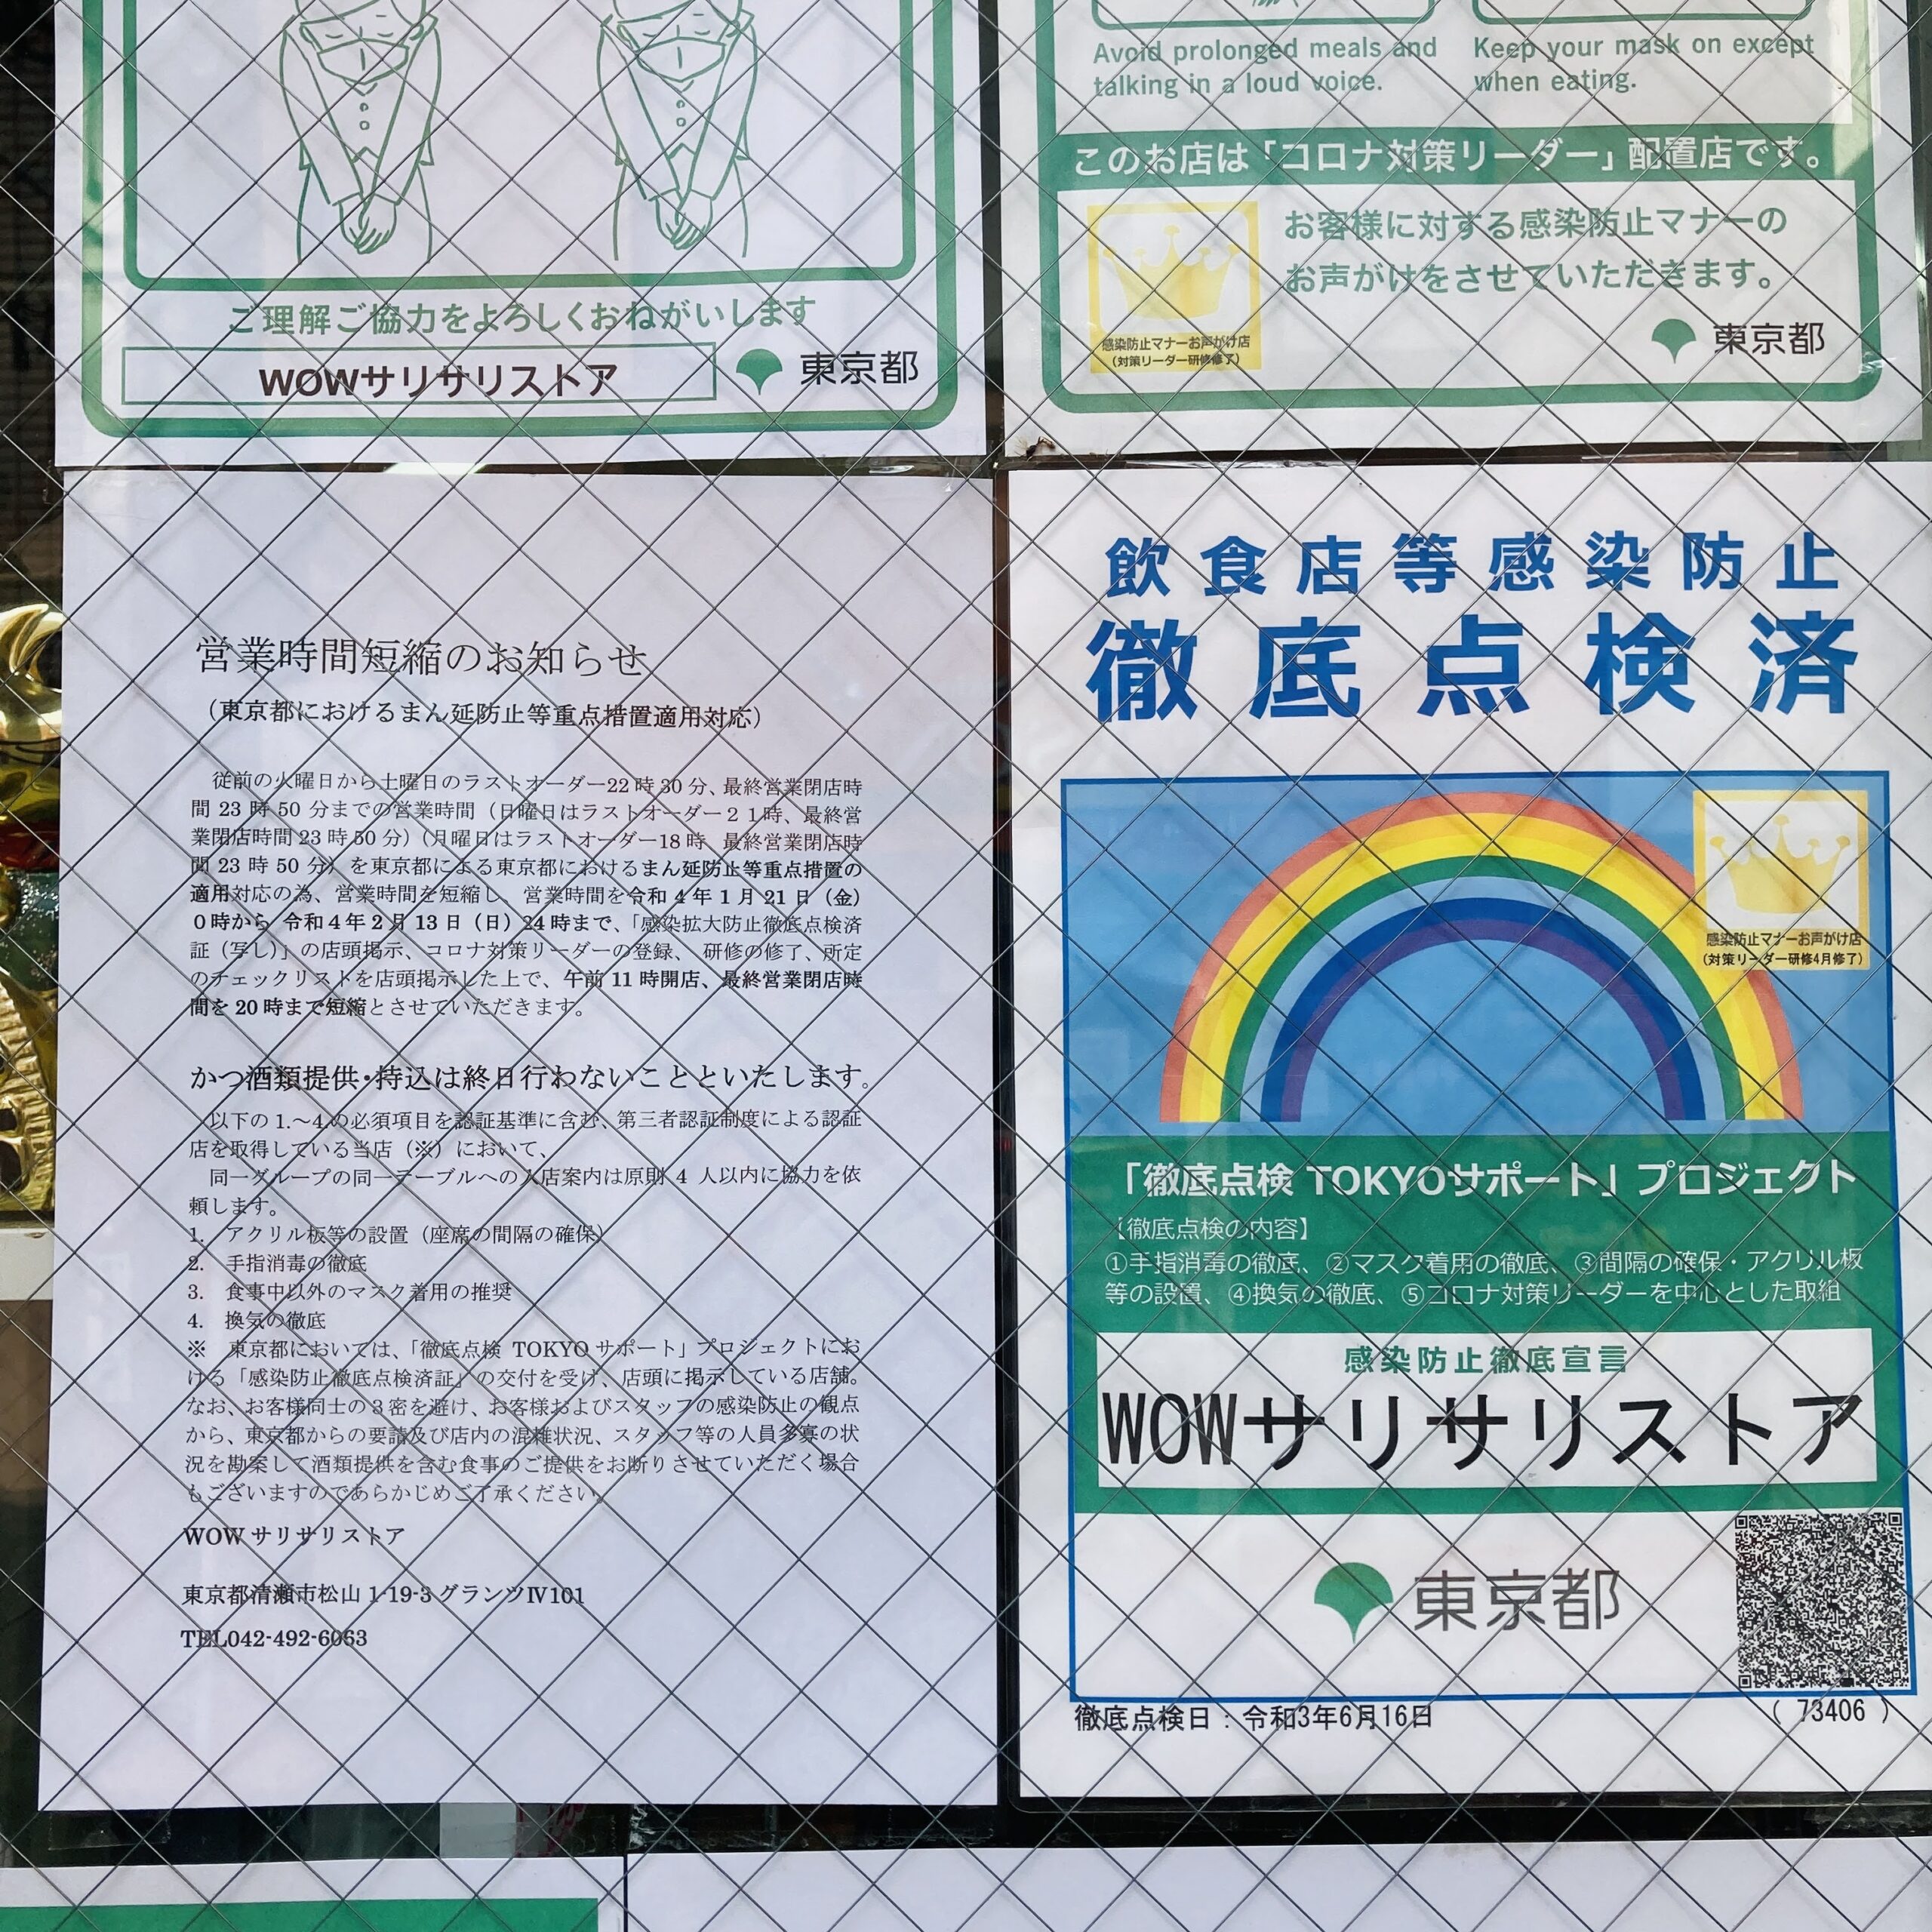 ご理解ご協力をよろしくおねがいします
WOWサリサリストア
東京都
Avoid prolonged meals and
talking in a loud voice.
Keep your mask on except
when eating.
このお店は「コロナ対策リーダー」配置店です。
お客様に対する感染防止マナーの
お声がけをさせていただきます。
感染防止マナーお声がけ店
(対策リーダー研修修了)
東京都
営業時間短縮のお知らせ
(東京都におけるまん延防止等重点措置適用対応)
従前の火曜日から土曜日のラストオーダー22時30分、最終営業閉店時
間 23 時 50 分までの営業時間(日曜日はラストオーダー２１時、最終営
業閉店時間 23 時 50 分)(月曜日はラストオーダー18時 最終営業閉店時
間 23 時 50 分)を東京都による東京都におけるまん延防止等重点措置の
適用対応の為、営業時間を短縮し、営業時間を令和 4 年 1 月 21 日(金)
０時から 令和４年２月 13 日(日)24 時まで、「感染拡大防止徹底点検済
証(写し)」の店頭掲示、コロナ対策リーダーの登録、 研修の修了、所定
のチェックリストを店頭掲示した上で、午前 11 時開店、最終営業閉店時
間を 20 時まで短縮とさせていただきます。
かつ酒類提供・持込は終日行わないことといたします。
以下の 1.～4.の必須項目を認証基準に含む、第三者認証制度による認証
店を取得している当店(※)において、
同一グループの同一テーブルへの入店案内は原則 4 人以内に協力を依
頼します。
1. アクリル板等の設置(座席の間隔の確保)
2. 手指消毒の徹底
3. 食事中以外のマスク着用の推奨
4. 換気の徹底
※ 東京都においては、「徹底点検 TOKYO サポート」プロジェクトにお
ける「感染防止徹底点検済証」の交付を受け、店頭に掲示している店舗。
なお、お客様同士の３密を避け、お客様およびスタッフの感染防止の観点
から、東京都からの要請及び店内の混雑状況、スタッフ等の人員多寡の状
況を勘案して酒類提供を含む食事のご提供をお断りさせていただく場合
もございますのであらかじめご了承ください。
WOW サリサリストア
東京都清瀬市松山 1-19-3 グランツⅣ101
TEL042-492-6063
飲食店等感染防止
徹底点検済
感染防止マナーお声がけ店
(対策リーダー研修4月修了)
「徹底点検 TOKYOサポート」プロジェクト
【徹底点検の内容】
①手指消毒の徹底、②マスク着用の徹底、③間隔の確保・アクリル板
等の設置、④換気の徹底、⑤コロナ対策リーダーを中心とした取組
感染防止徹底宣言
WOWサリサリストア
東京都
徹底点検日：令和3年6月16日
( 73406 )